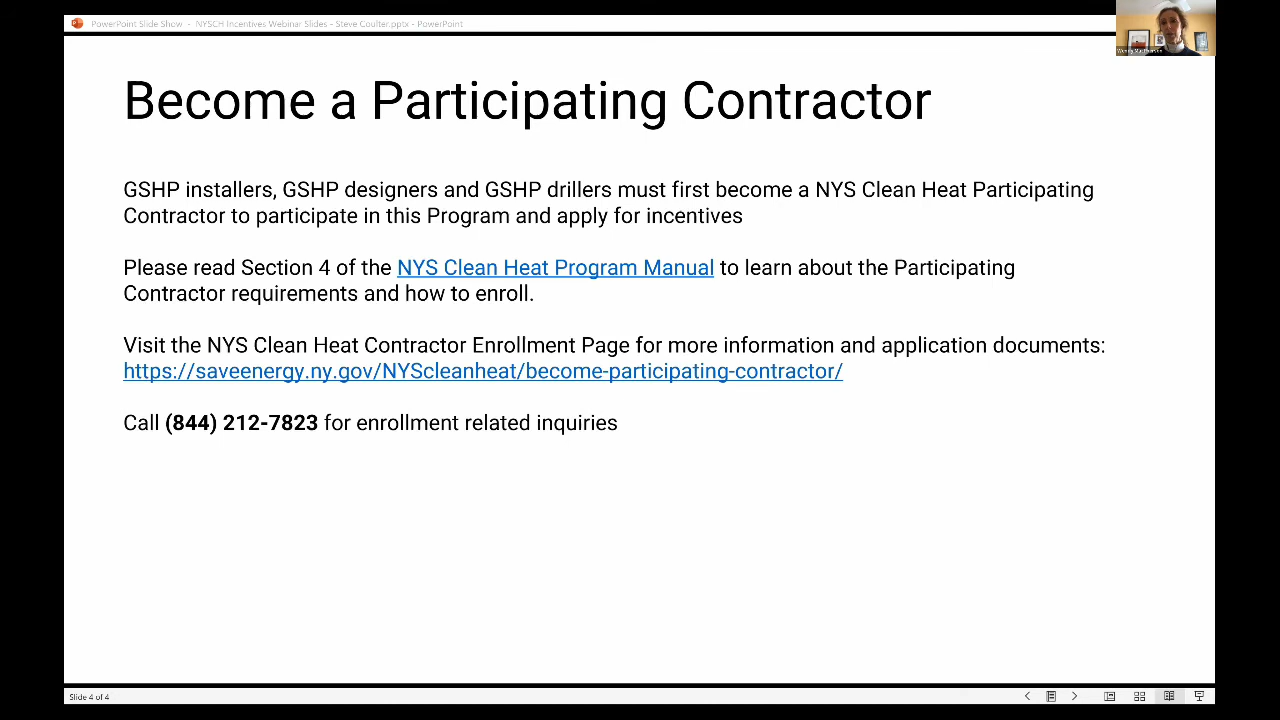 PowerPoint Slide Show - NYSCH Incentives Webinar Slides - Steve Coulter.pptx - PowerPoint
Become a Participating Contractor
GSHP installers, GSHP designers and GSHP drillers must first become a NYS Clean Heat Participating
Contractor to participate in this Program and apply for incentives
Please read Section 4 of the NYS Clean Heat Program Manual to learn about the Participating
Contractor requirements and how to enroll.
Visit the NYS Clean Heat Contractor Enrollment Page for more information and application documents:
https://saveenergy.ny.gov/NYScleanheat/become-participating-contractor/
Call (844) 212-7823 for enrollment related inquiries
Slide 4 of 4